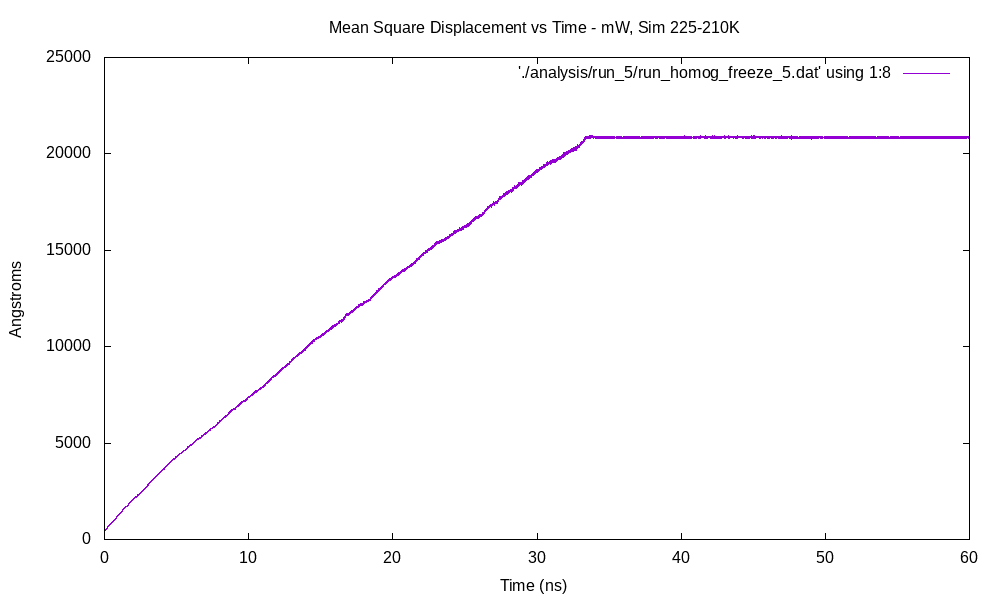 Mean Square Displacement vs Time - mW, Sim 225-210K
'./analysis/run_5/run_homog_freeze_5.dat' using 1:8
25000
20000
15000
10000
5000
0
Angstroms
0 10 20 30 40 50 60
Time (ns)